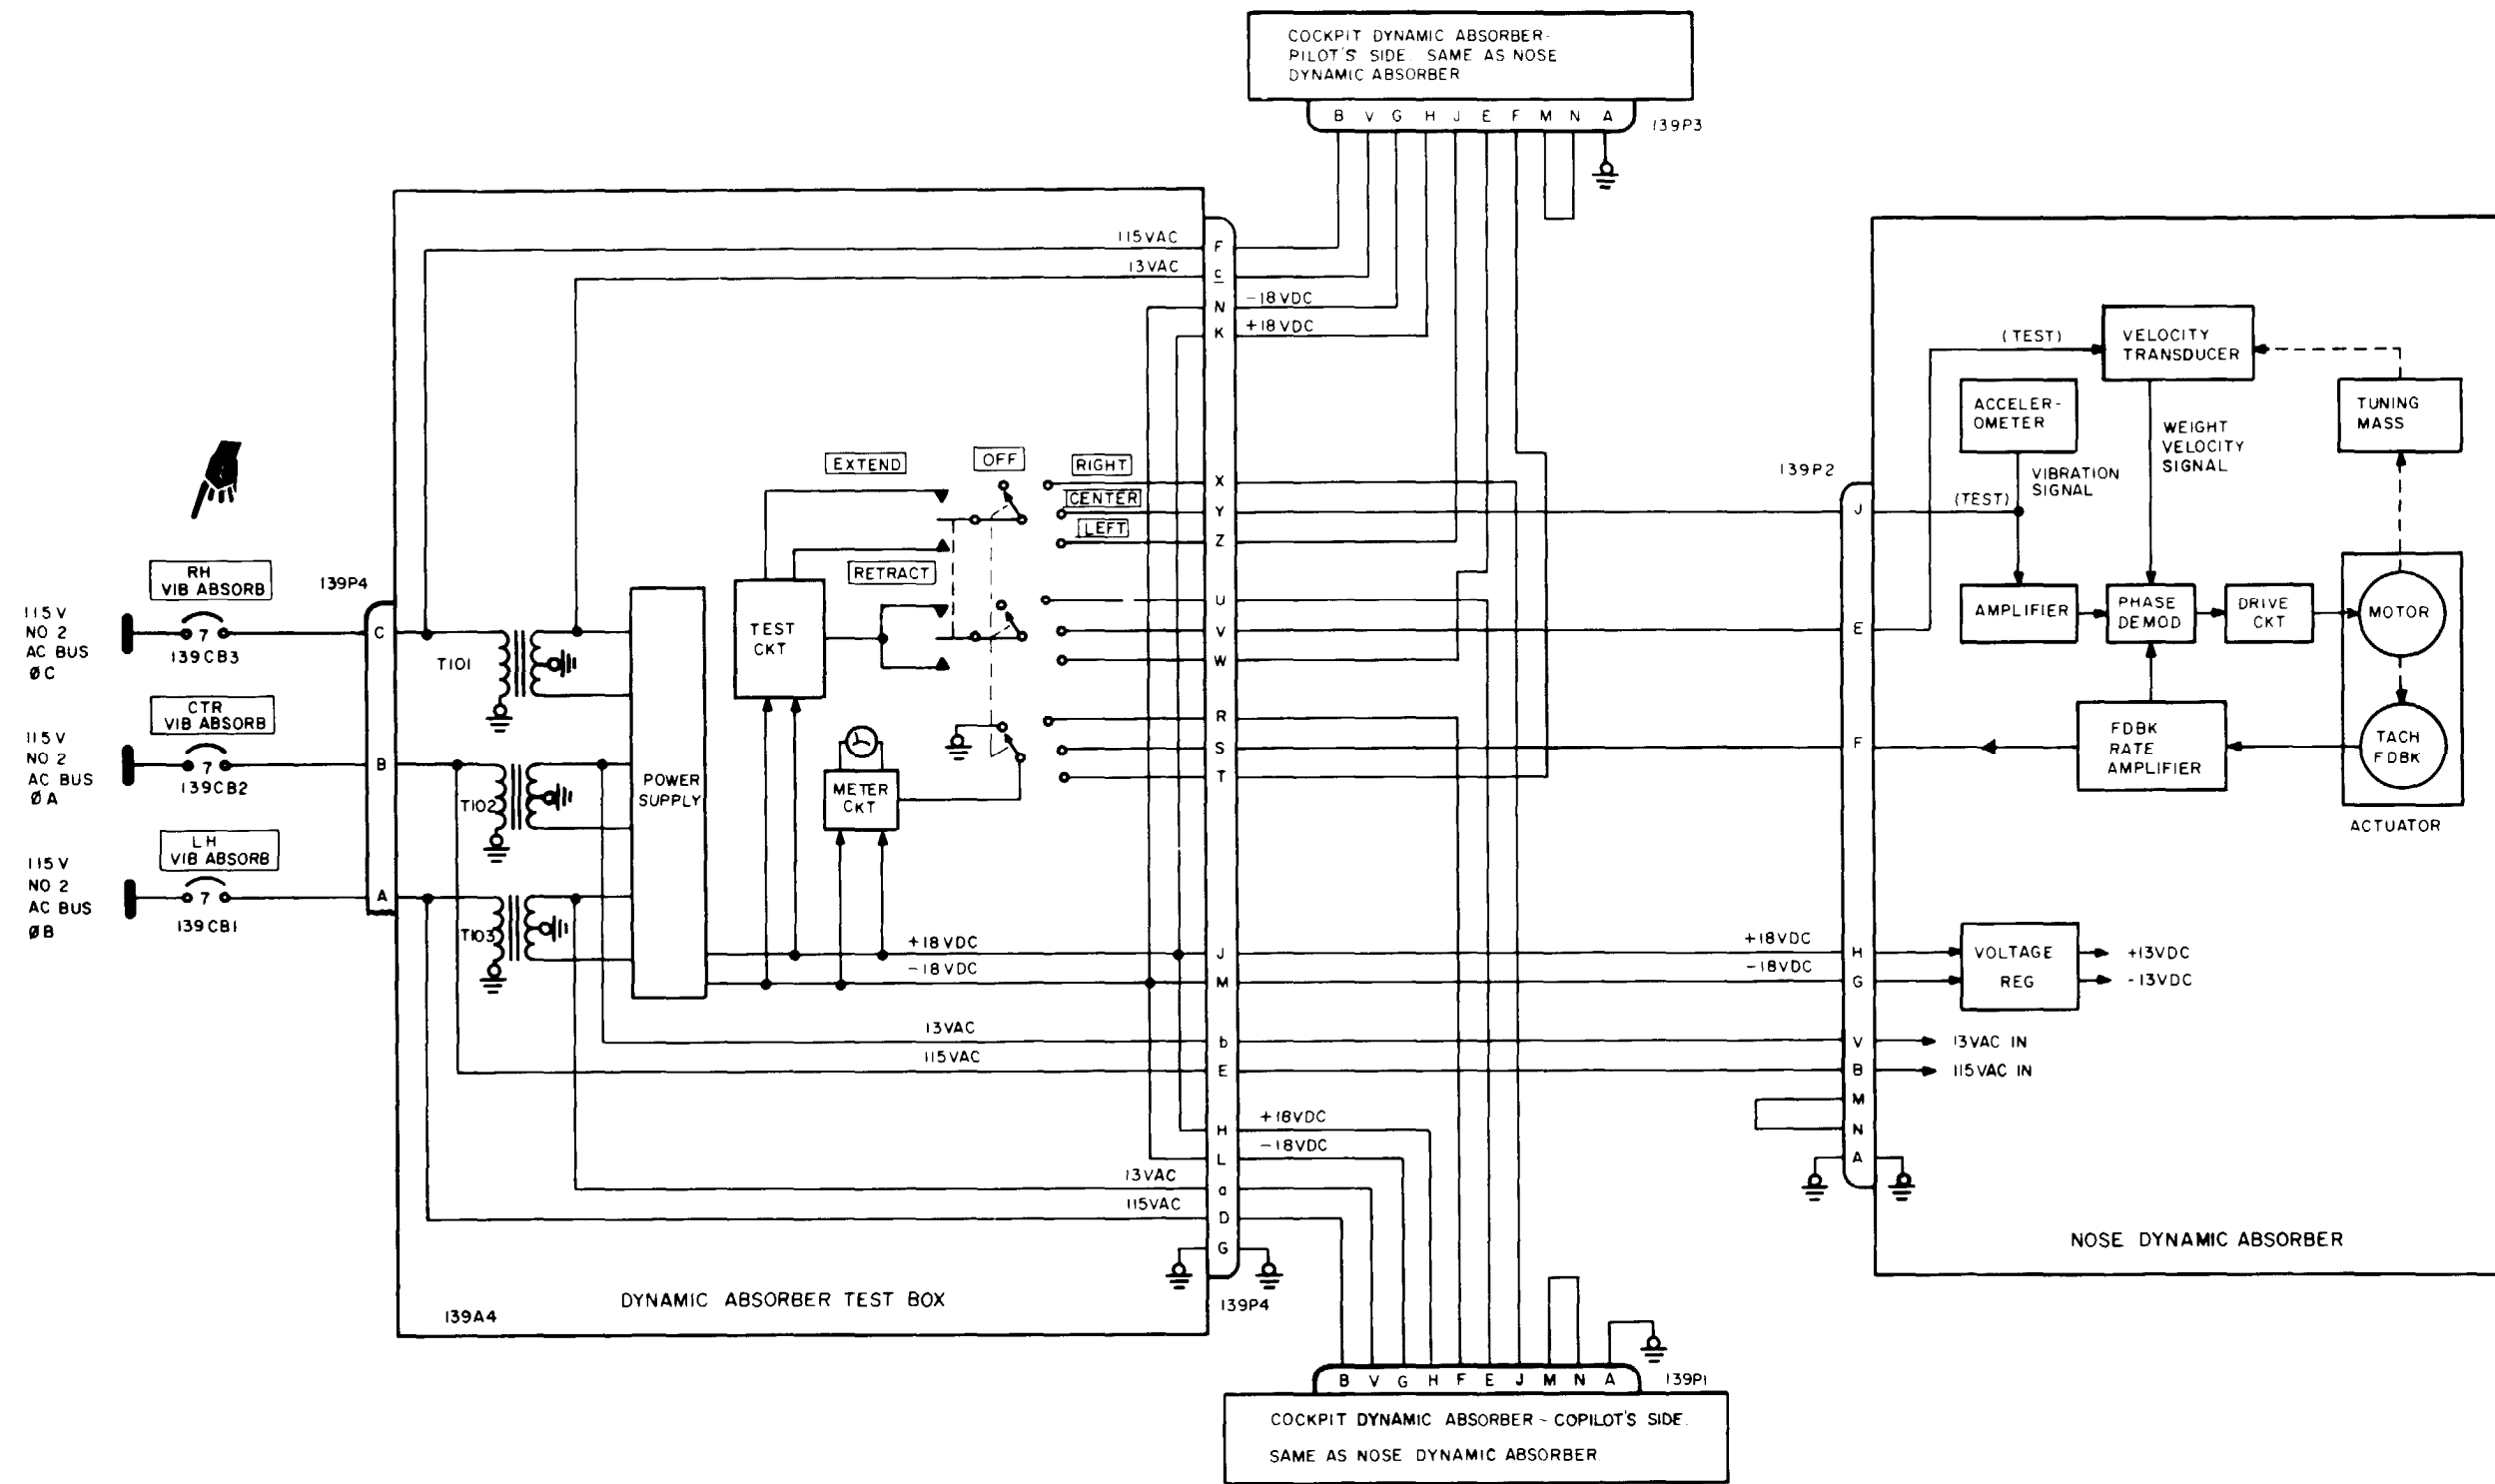 COCKPIT DYNAMIC ABSORBER-
PILOT'S SIDE. SAME AS NOSE
DYNAMIC ABSORBER
B V G H J E F M N A
139P3
115VAC
F
13VAC
c
N
-18VDC
K
+18VDC
EXTEND
OFF
RIGHT
X
CENTER
Y
LEFT
Z
RETRACT
U
V
W
R
S
T
TEST
CKT
METER
CKT
POWER
SUPPLY
RH
VIB ABSORB
139P4
115V
NO 2
AC BUS
ØC
7
139CB3
C
T101
CTR
VIB ABSORB
115V
NO 2
AC BUS
ØA
7
139CB2
B
T102
LH
VIB ABSORB
115V
NO 2
AC BUS
ØB
7
139CB1
A
T103
+18VDC
J
-18VDC
M
13VAC
b
115VAC
E
+18VDC
H
-18VDC
L
13VAC
a
115VAC
D
G
DYNAMIC ABSORBER TEST BOX
139A4
139P4
(TEST)
VELOCITY
TRANSDUCER
ACCELER-
OMETER
TUNING
MASS
WEIGHT
VELOCITY
SIGNAL
139P2
VIBRATION
SIGNAL
J
(TEST)
AMPLIFIER
PHASE
DEMOD
DRIVE
CKT
MOTOR
E
F
FDBK
RATE
AMPLIFIER
TACH
FDBK
ACTUATOR
+18VDC
H
VOLTAGE
REG
+13VDC
-18VDC
G
-13VDC
V
13VAC IN
B
115VAC IN
M
N
A
NOSE DYNAMIC ABSORBER
B V G H F E J M N A
139P1
COCKPIT DYNAMIC ABSORBER - COPILOT'S SIDE.
SAME AS NOSE DYNAMIC ABSORBER